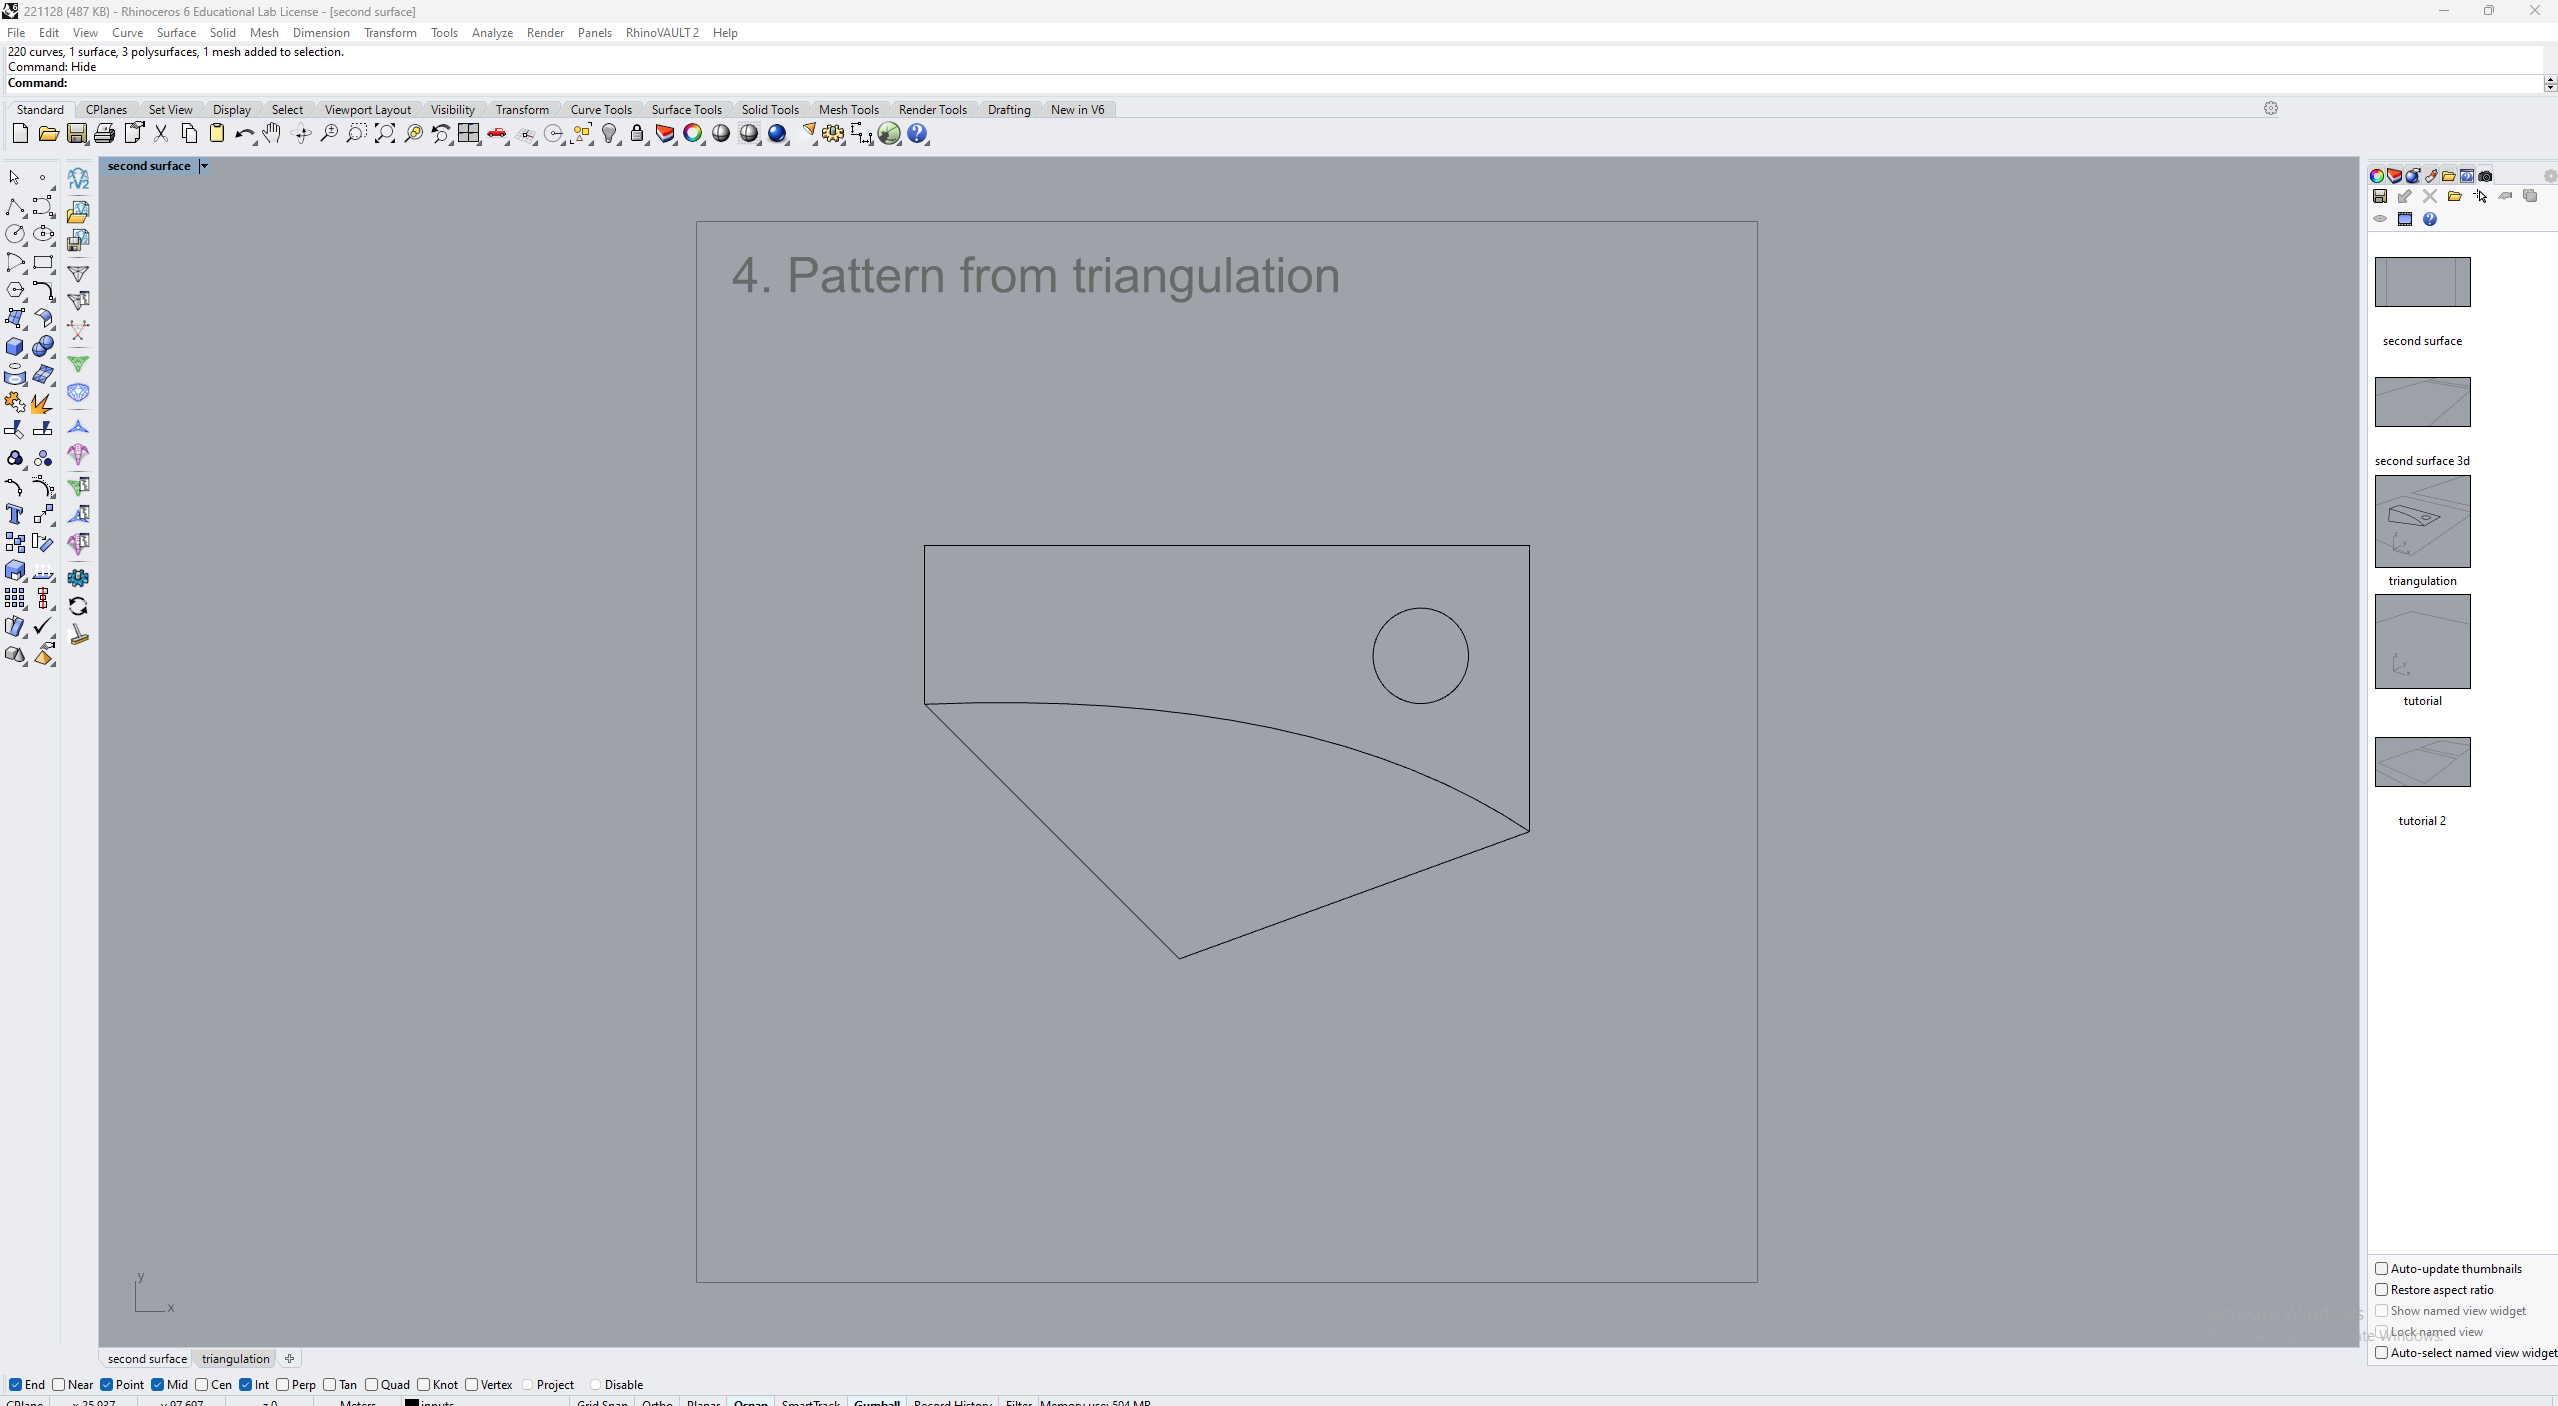 221128 (487 KB) - Rhinoceros 6 Educational Lab License - [second surface]
File Edit View Curve Surface Solid Mesh Dimension Transform Tools Analyze Render Panels RhinoVAULT2 Help
220 curves, 1 surface, 3 polysurfaces, 1 mesh added to selection.
Command: Hide
Command:
Standard CPlanes Set View Display Select Viewport Layout Visibility Transform Curve Tools Surface Tools Solid Tools Mesh Tools Render Tools Drafting New in V6
second surface
rV2
4. Pattern from triangulation
second surface
second surface 3d
triangulation
tutorial
tutorial 2
y
x
Auto-update thumbnails
Restore aspect ratio
Show named view widget
Activate Windows
Lock named view
Auto-select named view widget
second surface triangulation
End Near Point Mid Cen Int Perp Tan Quad Knot Vertex Project Disable
CPlane x 25.937 y 97.697 z 0 Meters inputs Grid Snap Ortho Planar Osnap SmartTrack Gumball Record History Filter Memory use: 504 MB